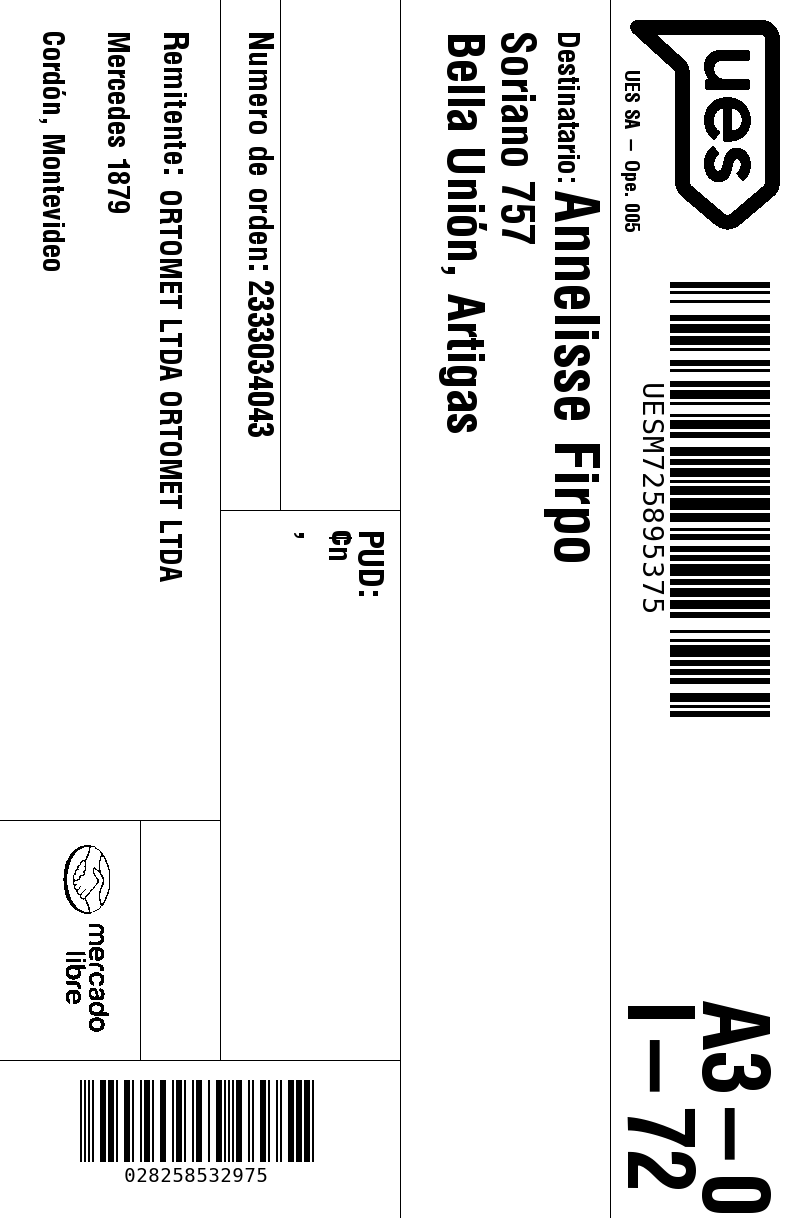 ues
UES SA – Ope. 005
UESM725895375
A3-0
I-72
Destinatario: Annelisse Firpo
Soriano 757
Bella Unión, Artigas
PUD:
,
Numero de orden: 2333034043
Remitente: ORTOMET LTDA ORTOMET LTDA
Mercedes 1879
Cordón, Montevideo
mercado
libre
028258532975